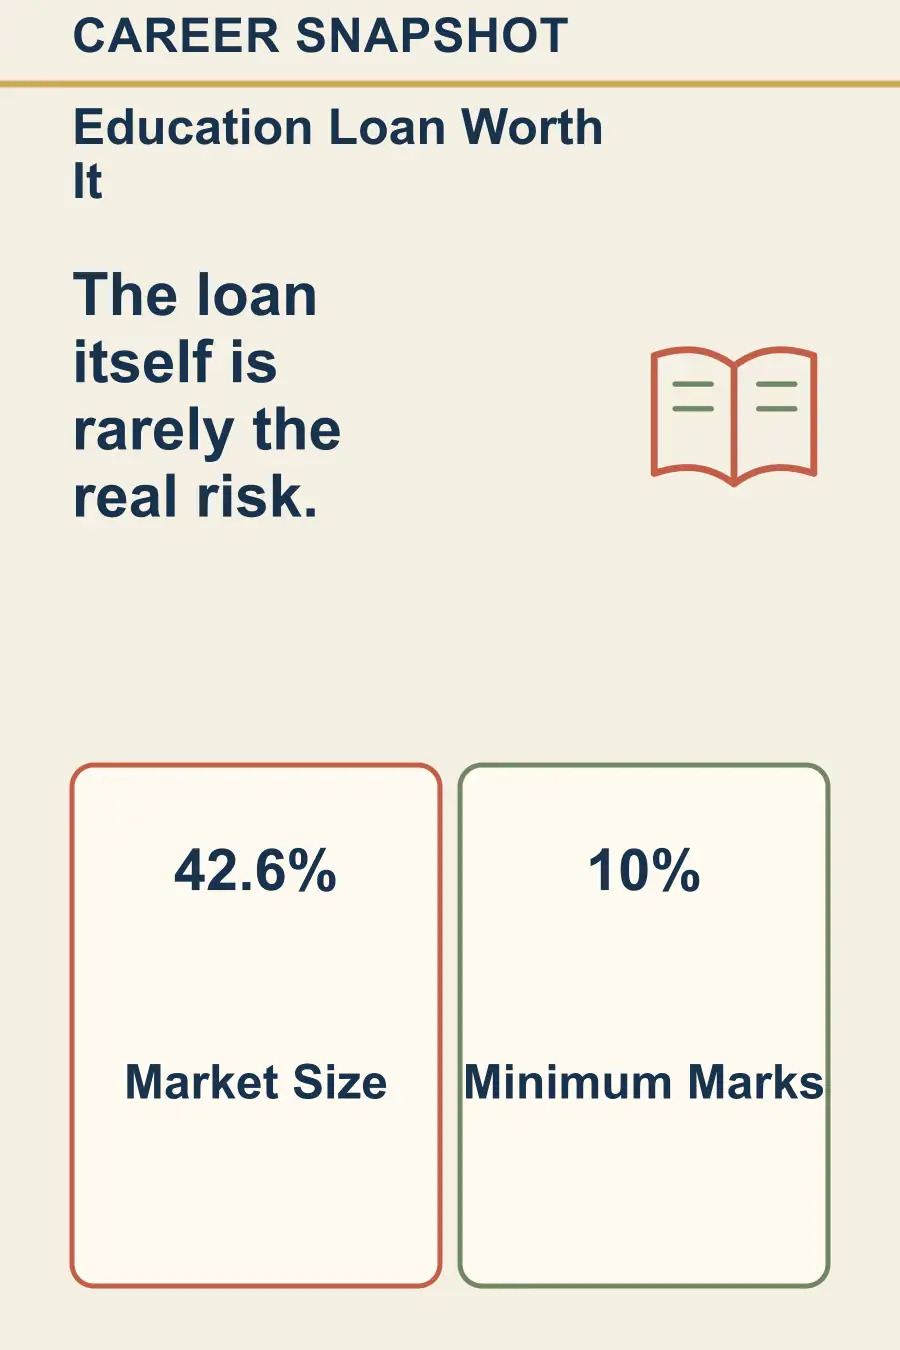 CAREER SNAPSHOT
Education Loan Worth
It
The loan
itself is
rarely the
real risk.
42.6%
10%
Market Size
Minimum Marks